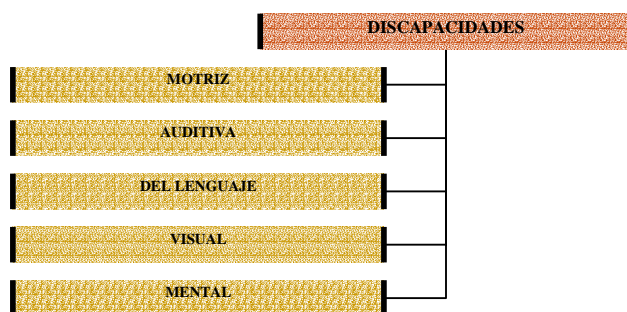 DISCAPACIDADES
MOTRIZ
AUDITIVA
DEL LENGUAJE
VISUAL
MENTAL